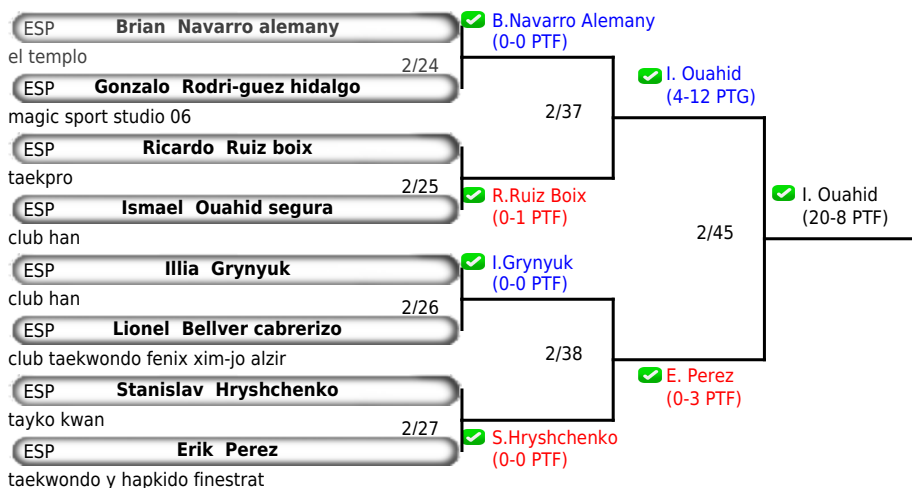 ESP Brian Navarro alemany
el templo
2/24
ESP Gonzalo Rodri-guez hidalgo
magic sport studio 06
B.Navarro Alemany
(0-0 PTF)
2/37
ESP Ricardo Ruiz boix
taekpro
2/25
ESP Ismael Ouahid segura
club han
R.Ruiz Boix
(0-1 PTF)
I. Ouahid
(4-12 PTG)
2/45
I. Ouahid
(20-8 PTF)
ESP Illia Grynyuk
club han
2/26
ESP Lionel Bellver cabrerizo
club taekwondo fenix xim-jo alzir
I.Grynyuk
(0-0 PTF)
2/38
ESP Stanislav Hryshchenko
tayko kwan
2/27
ESP Erik Perez
taekwondo y hapkido finestrat
S.Hryshchenko
(0-0 PTF)
E. Perez
(0-3 PTF)